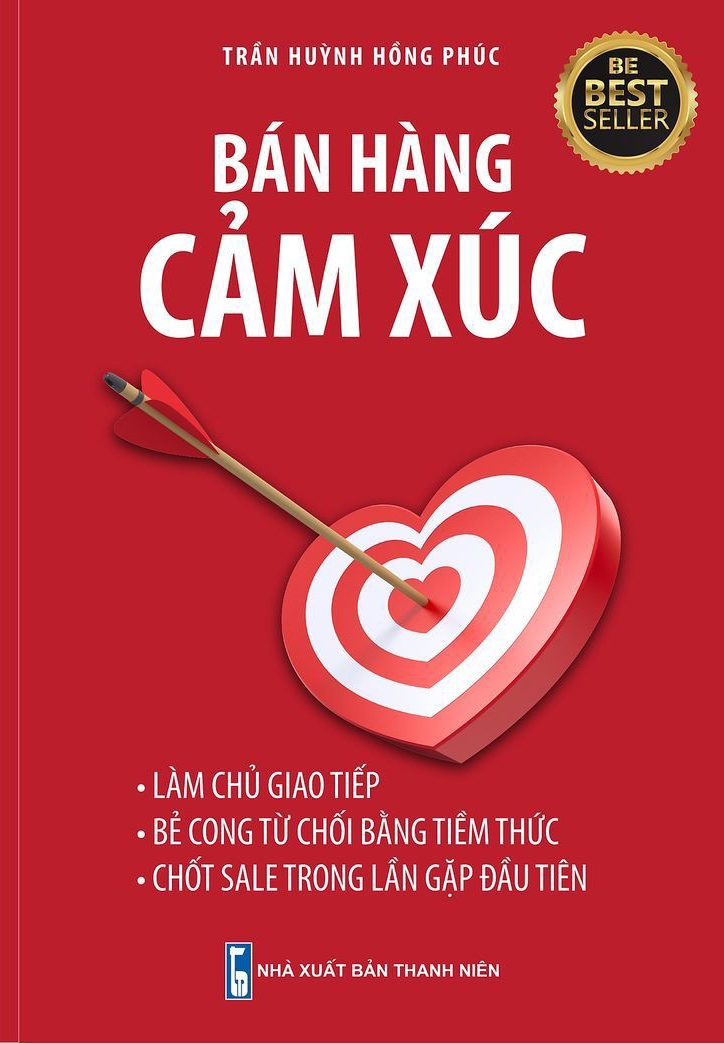 TRẦN HUỲNH HỒNG PHÚC
BE
BEST
SELLER
BÁN HÀNG
CẢM XÚC
• LÀM CHỦ GIAO TIẾP
• BẺ CONG TỪ CHỐI BẰNG TIỀM THỨC
• CHỐT SALE TRONG LẦN GẶP ĐẦU TIÊN
NHÀ XUẤT BẢN THANH NIÊN